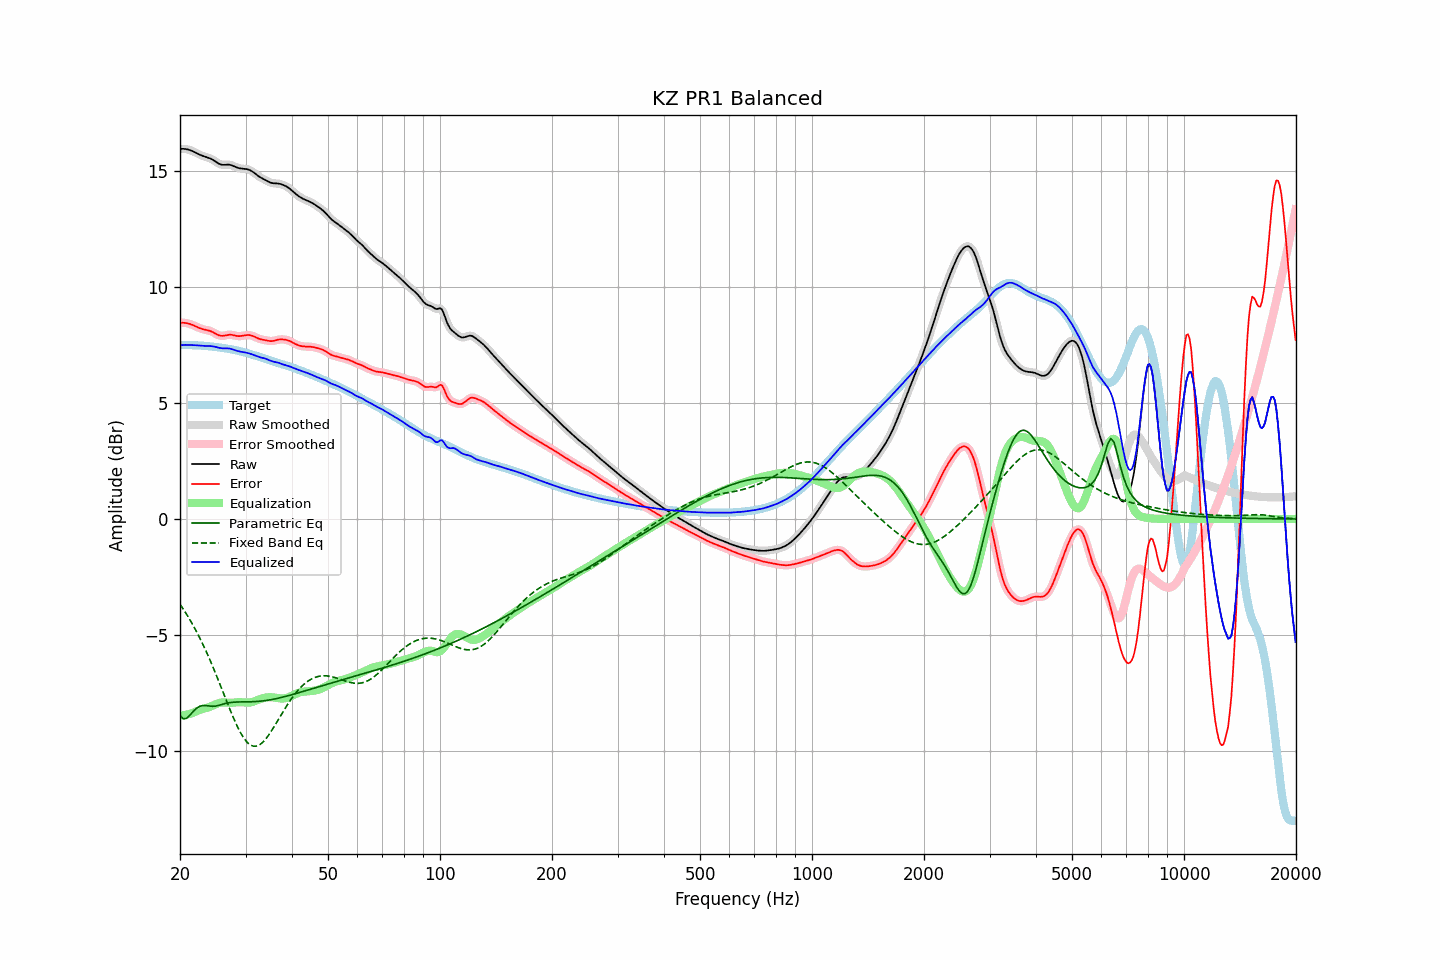 KZ PR1 Balanced
Amplitude (dBr)
15
10
5
0
−5
−10
Target
Raw Smoothed
Error Smoothed
Raw
Error
Equalization
Parametric Eq
Fixed Band Eq
Equalized
20
50
100
200
500
1000
2000
5000
10000
20000
Frequency (Hz)